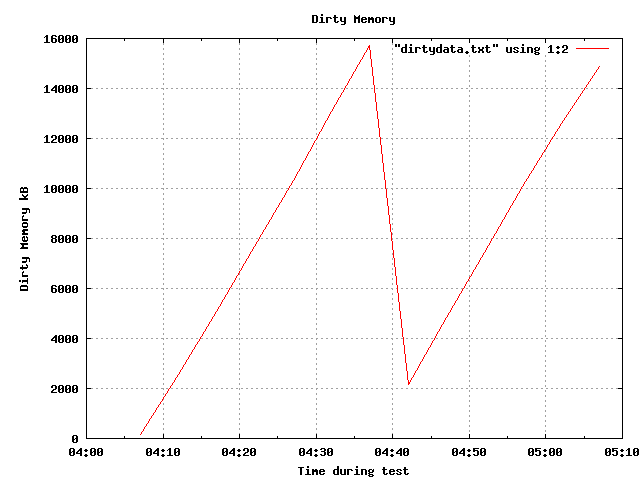 Dirty Memory
16000
"dirtydata.txt" using 1:2
14000
12000
10000
8000
6000
4000
2000
0
Dirty Memory kB
04:00 04:10 04:20 04:30 04:40 04:50 05:00 05:10
Time during test